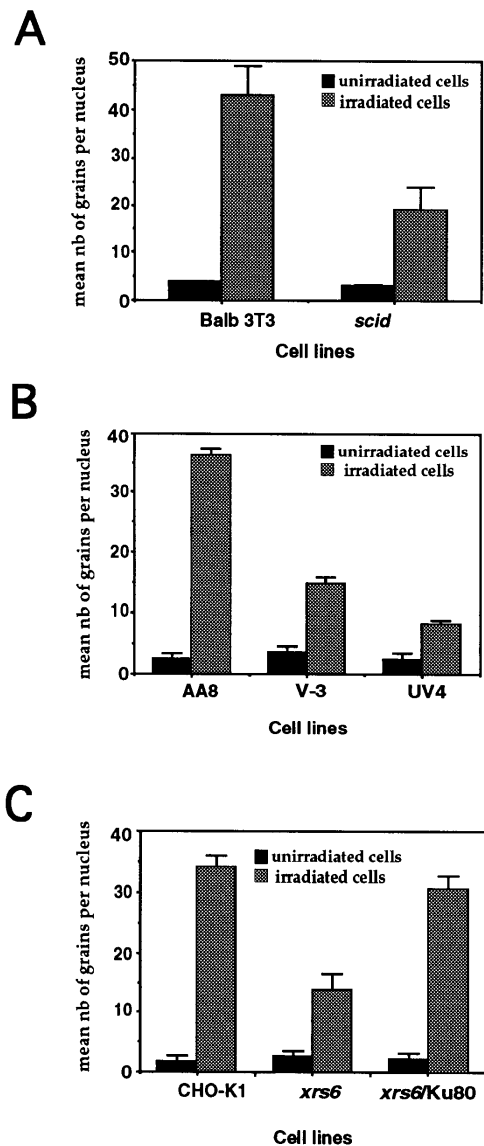 A
mean nb of grains per nucleus
50
40
30
20
10
0
unirradiated cells
irradiated cells
Balb 3T3 scid
Cell lines
B
mean nb of grains per nucleus
40
30
20
10
0
unirradiated cells
irradiated cells
AA8 V-3 UV4
Cell lines
C
mean nb of grains per nucleus
40
30
20
10
0
unirradiated cells
irradiated cells
CHO-K1 xrs6 xrs6/Ku80
Cell lines